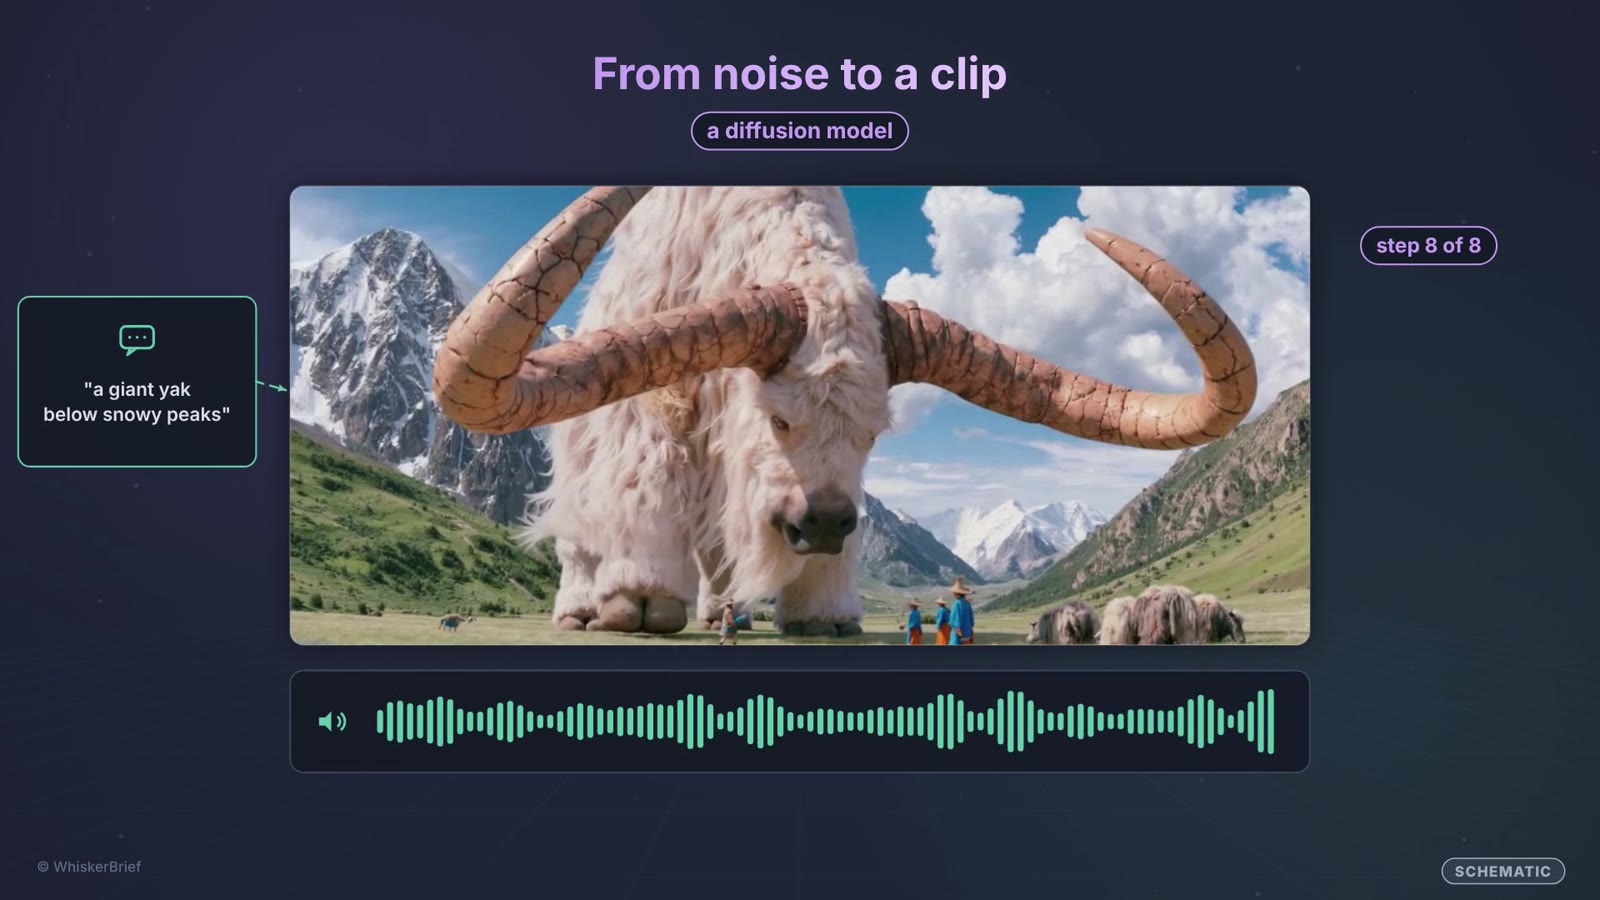 From noise to a clip
a diffusion model
step 8 of 8
"a giant yak
below snowy peaks"
© WhiskerBrief
SCHEMATIC